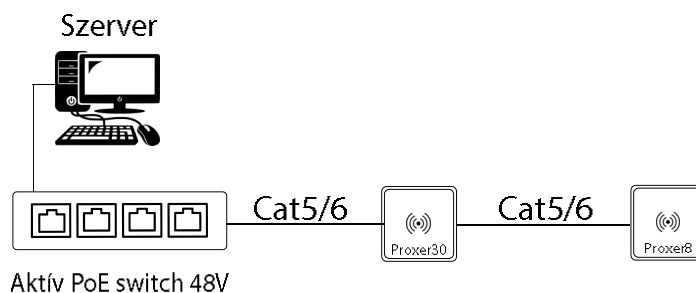 Szerver
Cat5/6
Cat5/6
Proxer30
Proxer8
Aktív PoE switch 48V